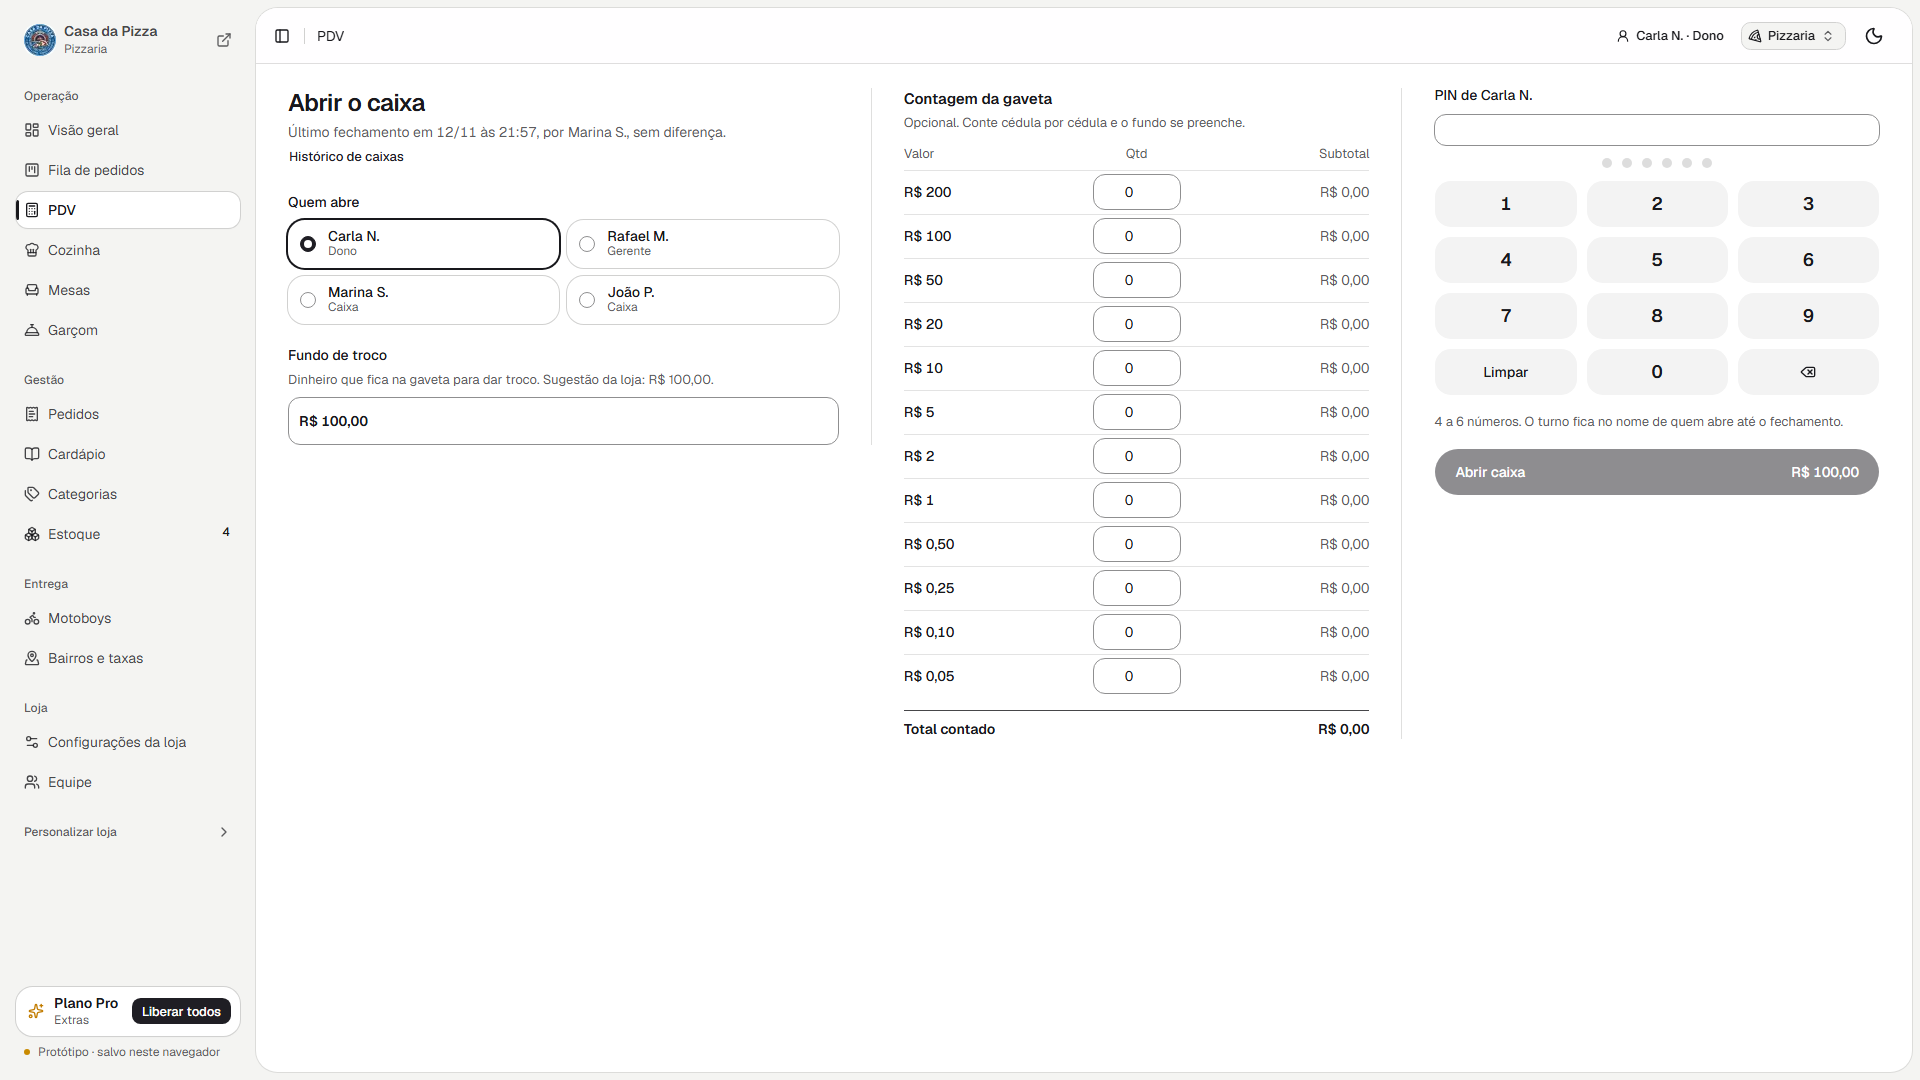 Casa da Pizza
Pizzaria
Operação
Visão geral
Fila de pedidos
PDV
Cozinha
Mesas
Garçom
Gestão
Pedidos
Cardápio
Categorias
Estoque 4
Entrega
Motoboys
Bairros e taxas
Loja
Configurações da loja
Equipe
Personalizar loja
Plano Pro
Extras
Liberar todos
Protótipo · salvo neste navegador
PDV
Carla N. · Dono
Pizzaria
Abrir o caixa
Último fechamento em 12/11 às 21:57, por Marina S., sem diferença.
Histórico de caixas
Quem abre
Carla N.
Dono
Rafael M.
Gerente
Marina S.
Caixa
João P.
Caixa
Fundo de troco
Dinheiro que fica na gaveta para dar troco. Sugestão da loja: R$ 100,00.
R$ 100,00
Contagem da gaveta
Opcional. Conte cédula por cédula e o fundo se preenche.
Valor Qtd Subtotal
R$ 200 0 R$ 0,00
R$ 100 0 R$ 0,00
R$ 50 0 R$ 0,00
R$ 20 0 R$ 0,00
R$ 10 0 R$ 0,00
R$ 5 0 R$ 0,00
R$ 2 0 R$ 0,00
R$ 1 0 R$ 0,00
R$ 0,50 0 R$ 0,00
R$ 0,25 0 R$ 0,00
R$ 0,10 0 R$ 0,00
R$ 0,05 0 R$ 0,00
Total contado R$ 0,00
PIN de Carla N.
1 2 3
4 5 6
7 8 9
Limpar 0
4 a 6 números. O turno fica no nome de quem abre até o fechamento.
Abrir caixa R$ 100,00